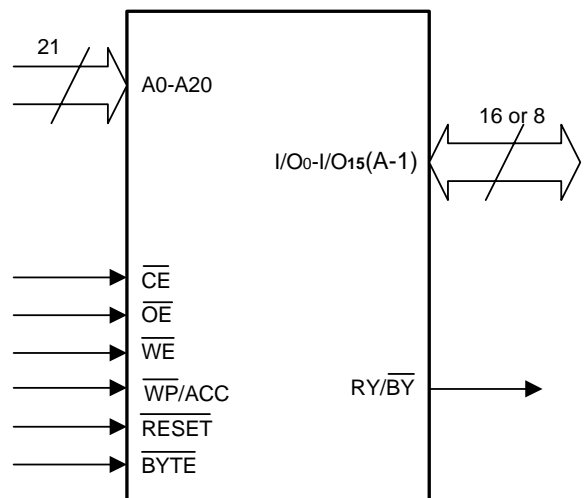 21
A0-A20
16 or 8
I/O0-I/O15(A-1)
CE
OE
WE
WP/ACC
RY/BY
RESET
BYTE